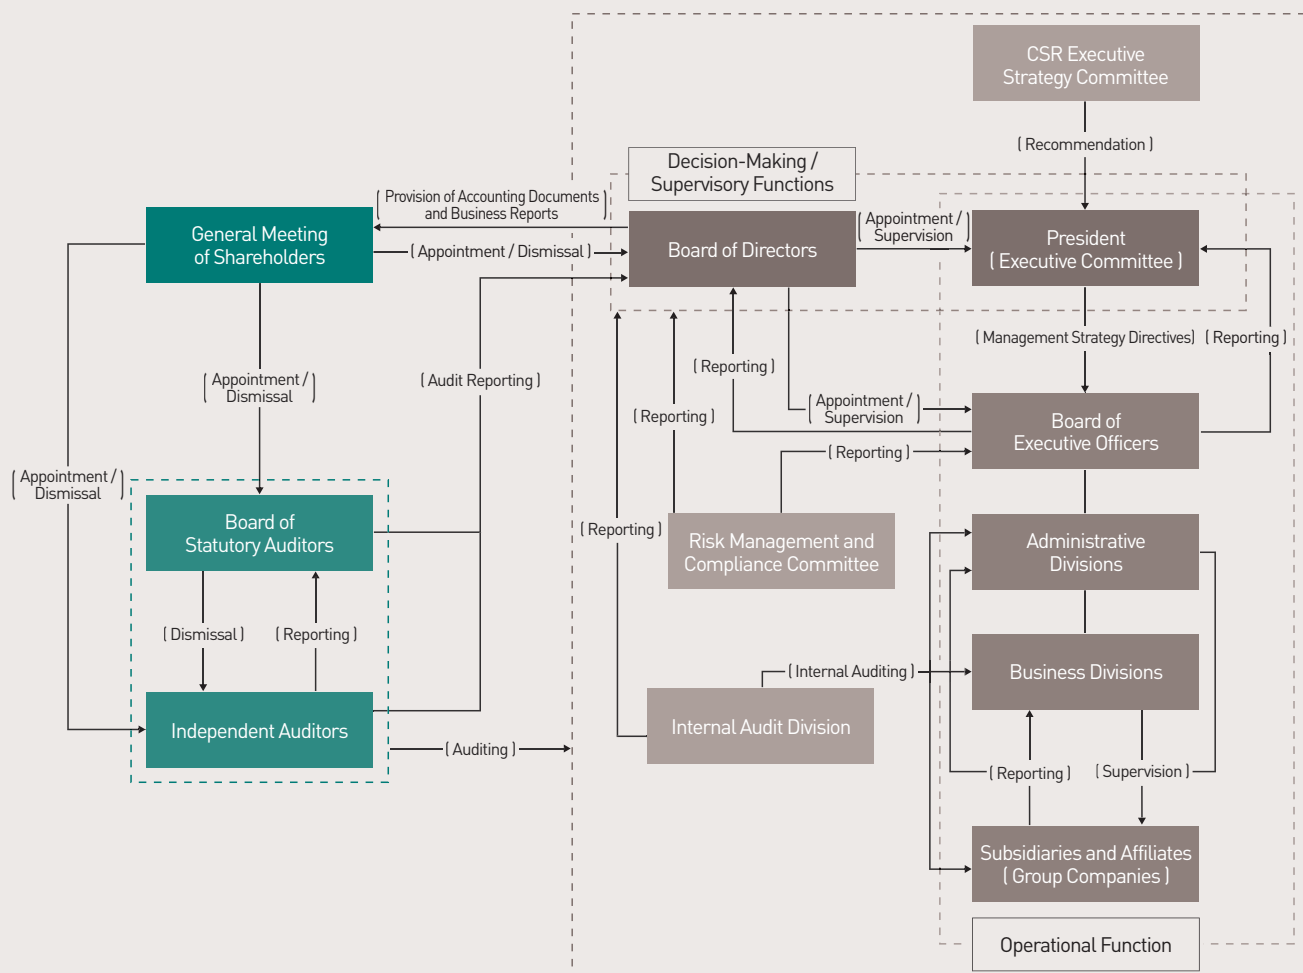 CSR Executive
Strategy Committee
( Recommendation )
Decision-Making /
Supervisory Functions
( Provision of Accounting Documents
and Business Reports )
General Meeting
of Shareholders
( Appointment / Dismissal )
Board of Directors
( Appointment /
Supervision )
President
( Executive Committee )
( Management Strategy Directives )
( Reporting )
( Reporting )
( Appointment /
Dismissal )
( Audit Reporting )
( Reporting )
( Appointment /
Supervision )
Board of
Executive Officers
( Reporting )
( Appointment /
Dismissal )
Board of
Statutory Auditors
( Reporting )
Risk Management and
Compliance Committee
Administrative
Divisions
( Dismissal )
( Reporting )
( Internal Auditing )
Business Divisions
Independent Auditors
( Auditing )
Internal Audit Division
( Reporting )
( Supervision )
Subsidiaries and Affiliates
( Group Companies )
Operational Function